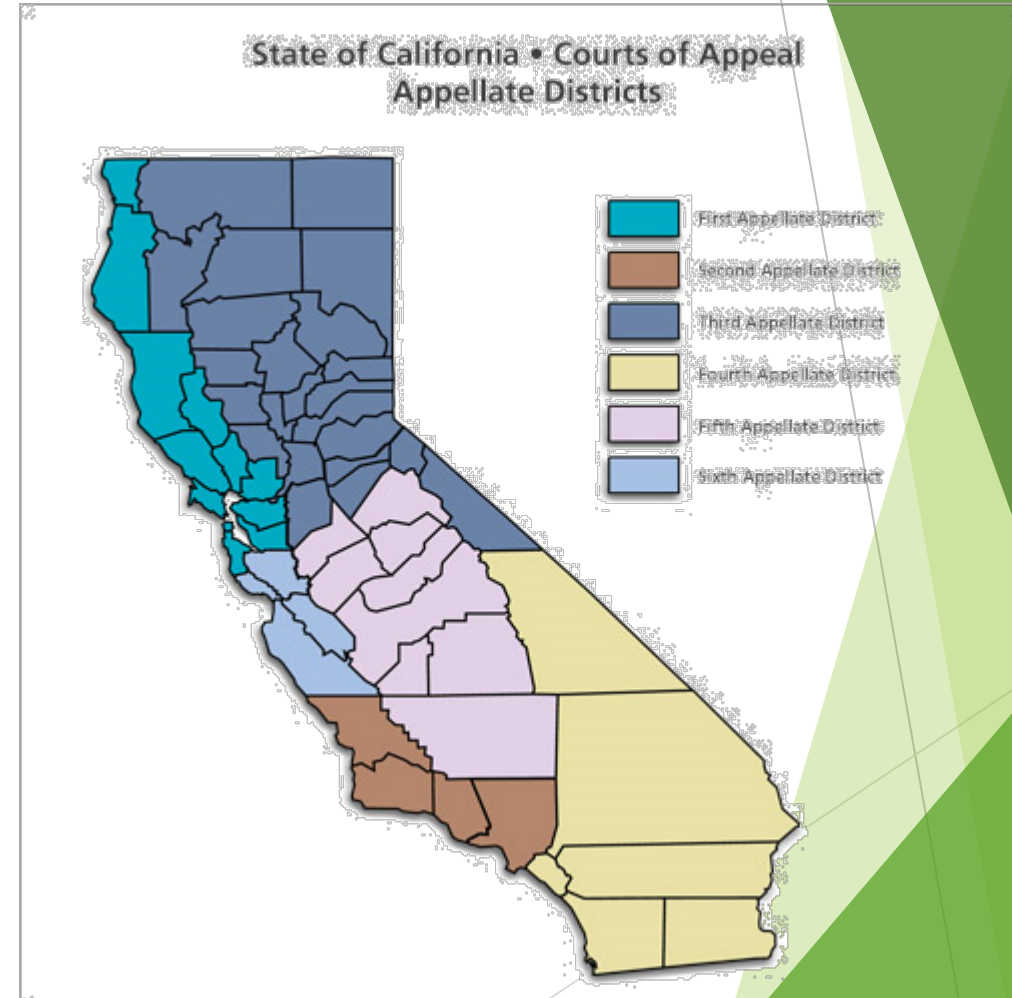 State of California • Courts of Appeal
Appellate Districts
First Appellate District
Second Appellate District
Third Appellate District
Fourth Appellate District
Fifth Appellate District
Sixth Appellate District